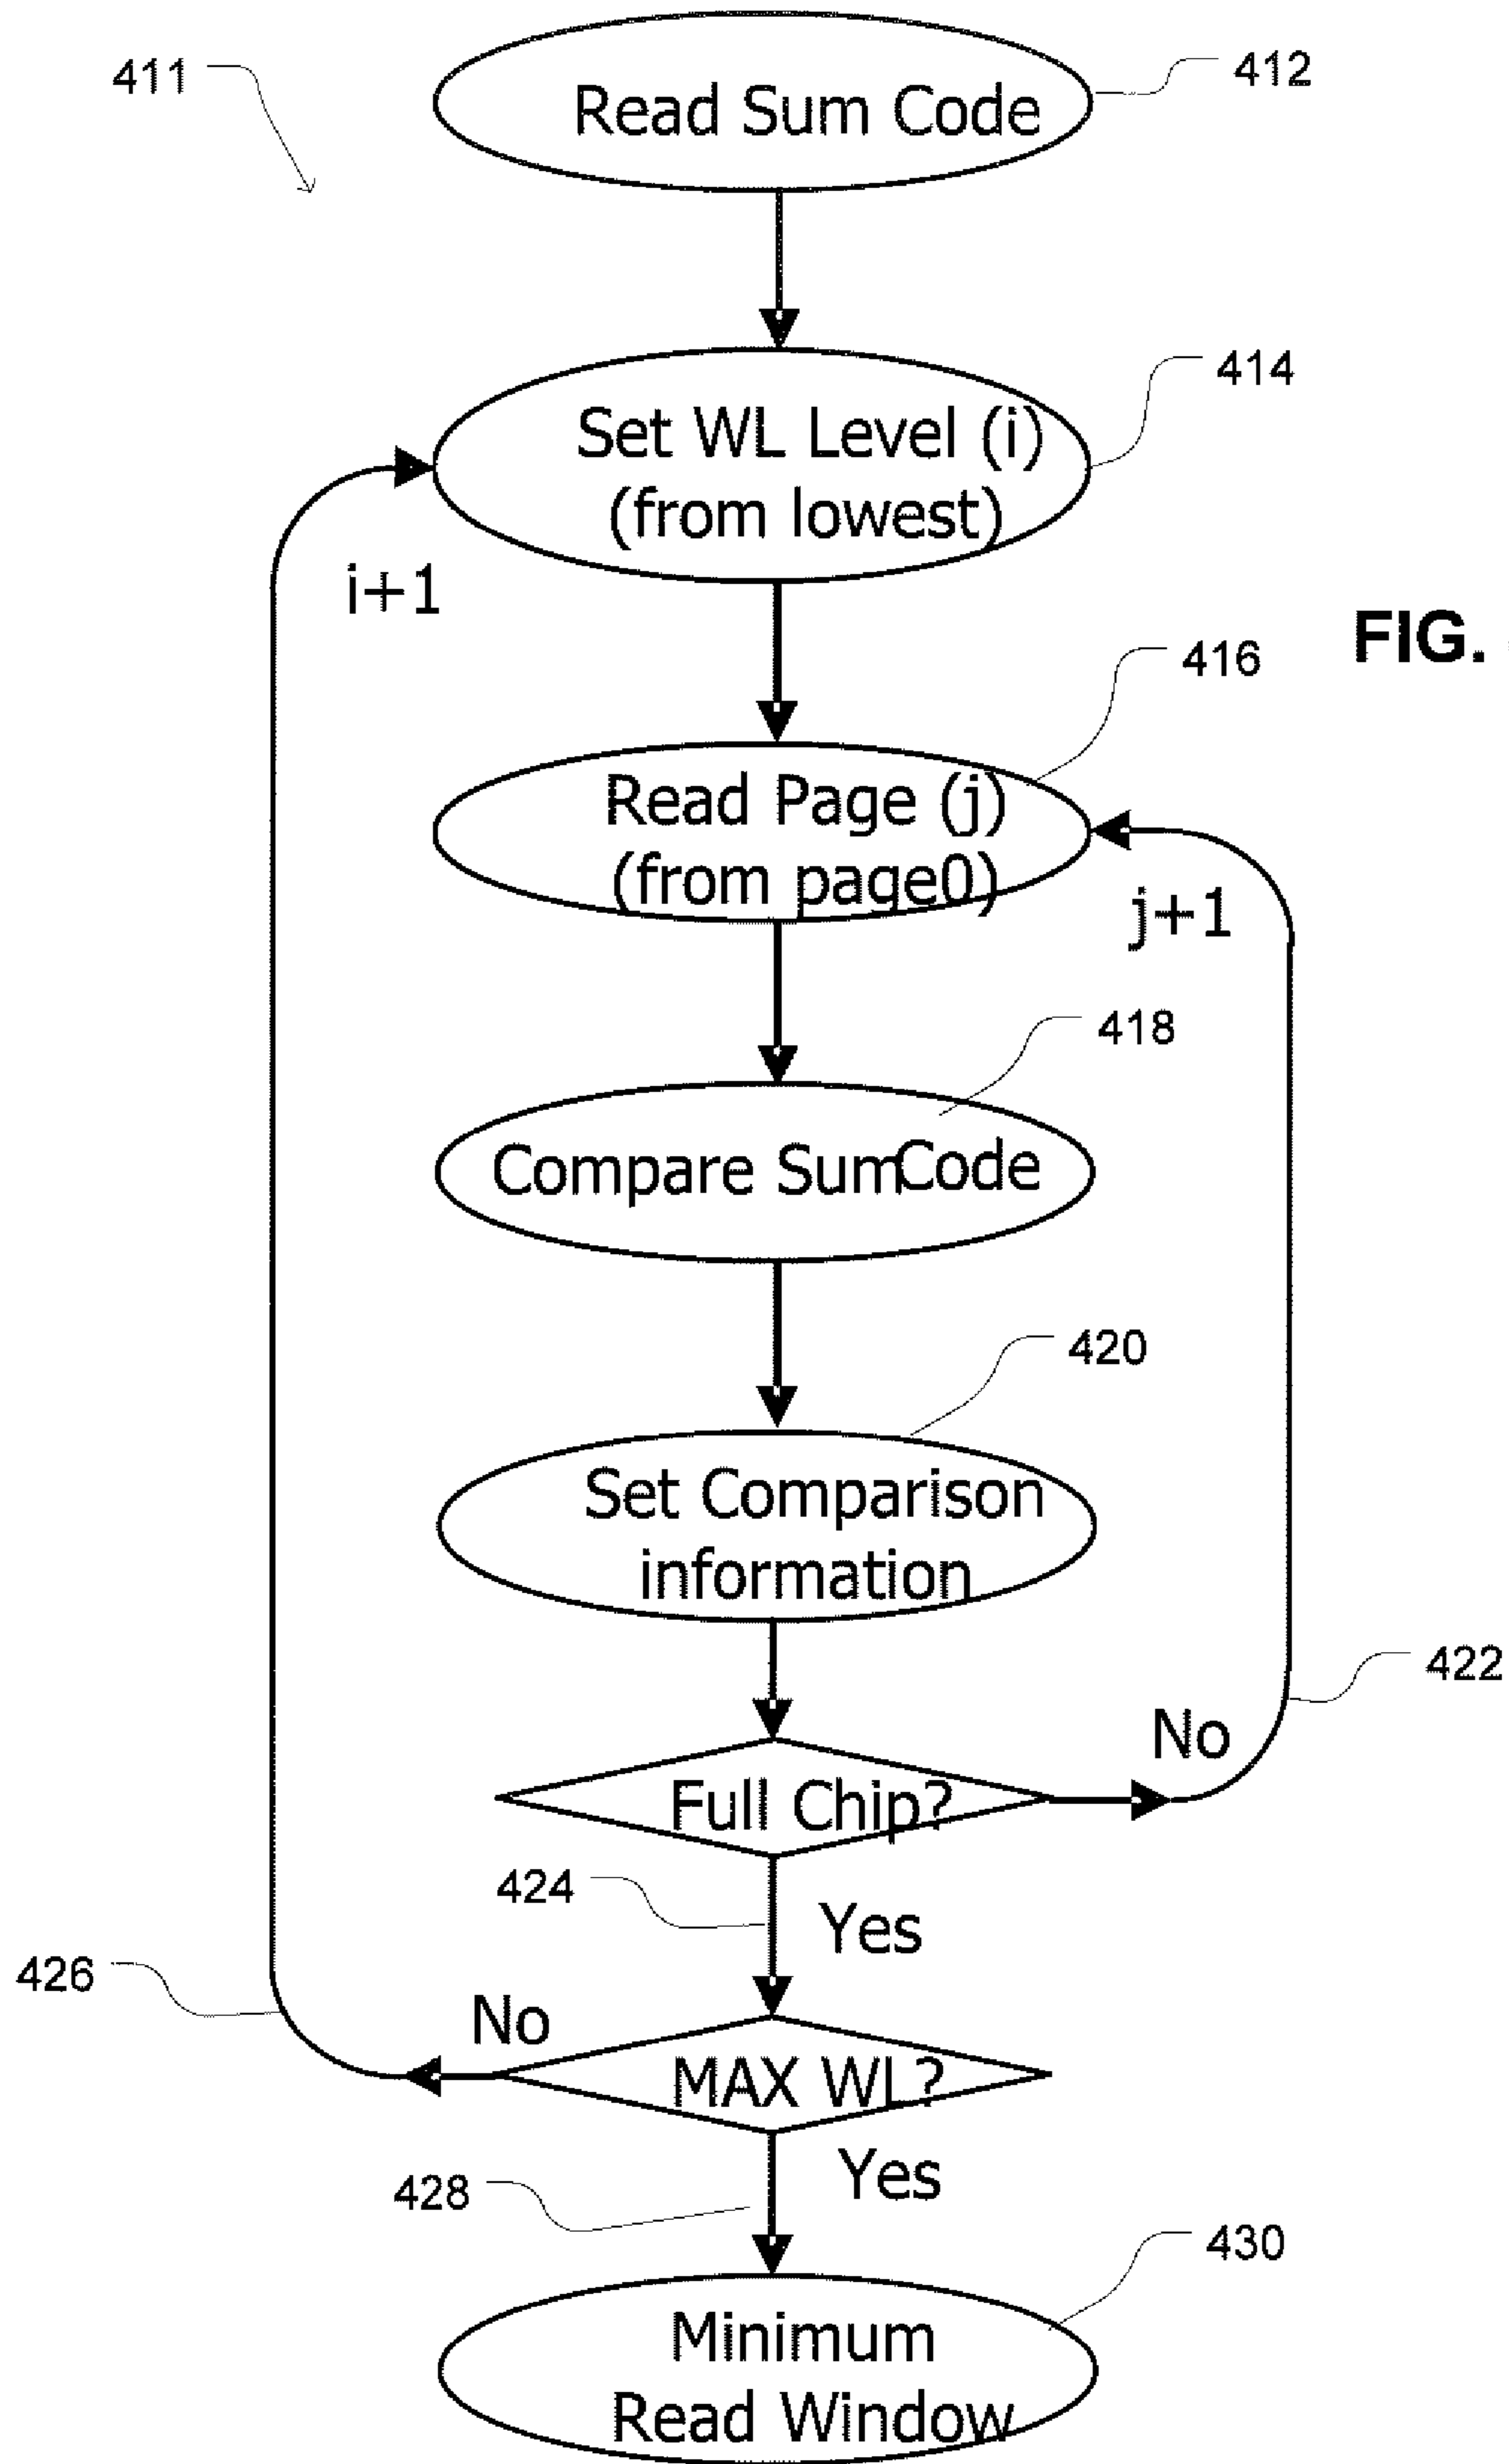 411
412
Read Sum Code
414
Set WL Level (i)
(from lowest)
i+1
FIG.
416
Read Page (j)
(from page0)
j+1
418
Compare SumCode
420
Set Comparison
information
422
No
Full Chip?
424
Yes
426
No
MAX WL?
428
Yes
430
Minimum
Read Window